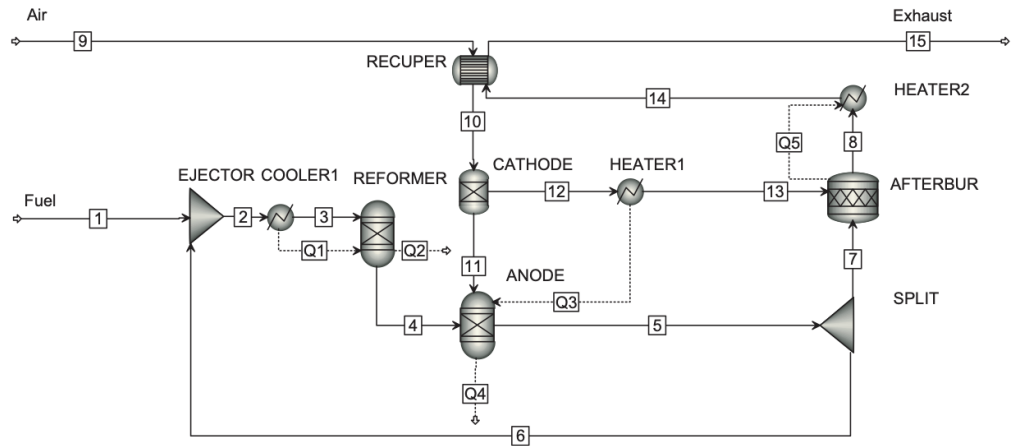 Air
Exhaust
9
15
RECUPER
14
HEATER2
10
Q5
8
EJECTOR COOLER1
REFORMER
CATHODE
HEATER1
AFTERBUR
Fuel
1
2
3
12
13
Q1
Q2
11
7
ANODE
Q3
SPLIT
4
5
Q4
6